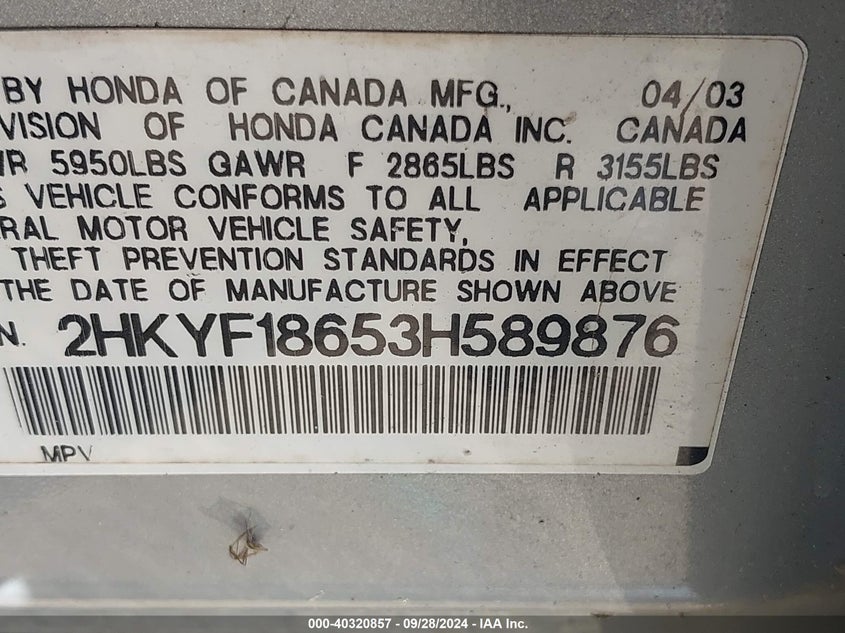 BY HONDA OF CANADA MFG., 04/03
VISION OF HONDA CANADA INC. CANADA
WR 5950LBS GAWR F 2865LBS R 3155LBS
S VEHICLE CONFORMS TO ALL APPLICABLE
RAL MOTOR VEHICLE SAFETY,
THEFT PREVENTION STANDARDS IN EFFECT
THE DATE OF MANUFACTURE SHOWN ABOVE
N. 2HKYF18653H589876
MPV
000-40320857 - 09/28/2024 - IAA Inc.